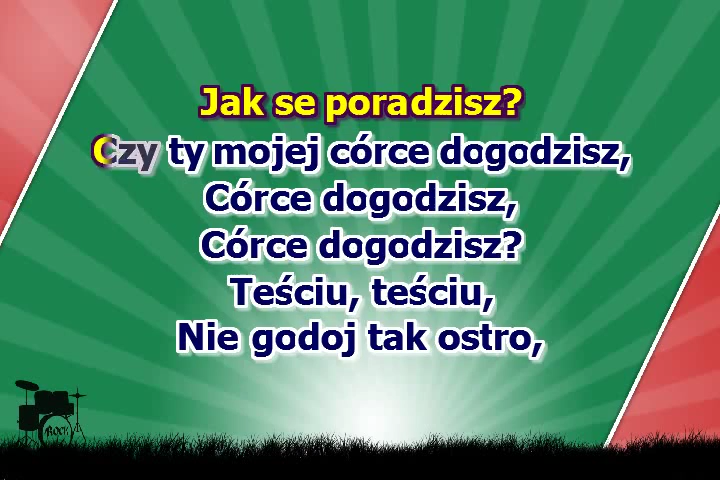 Jak se poradzisz?
Czy ty mojej córce dogodzisz,
Córce dogodzisz,
Córce dogodzisz?
Teściu, teściu,
Nie godoj tak ostro,
ROCK